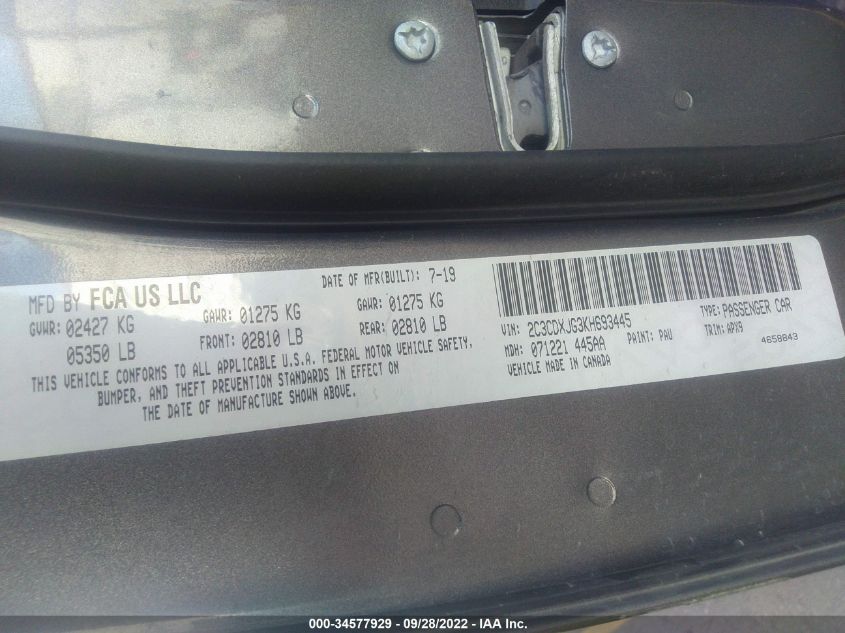 MFD BY FCA US LLC
DATE OF MFR(BUILT): 7-19
GVWR: 02427 KG
05350 LB
GAWR: 01275 KG
FRONT: 02810 LB
GAWR: 01275 KG
REAR: 02810 LB
THIS VEHICLE CONFORMS TO ALL APPLICABLE U.S.A. FEDERAL MOTOR VEHICLE SAFETY,
BUMPER, AND THEFT PREVENTION STANDARDS IN EFFECT ON
THE DATE OF MANUFACTURE SHOWN ABOVE.
VIN: 2C3CDXJG3KH693445
TYPE: PASSENGER CAR
MDH: 071221 445AA
PAINT: PAU
TRIM: APX9
VEHICLE MADE IN CANADA
4658843
000-34577929 - 09/28/2022 - IAA Inc.